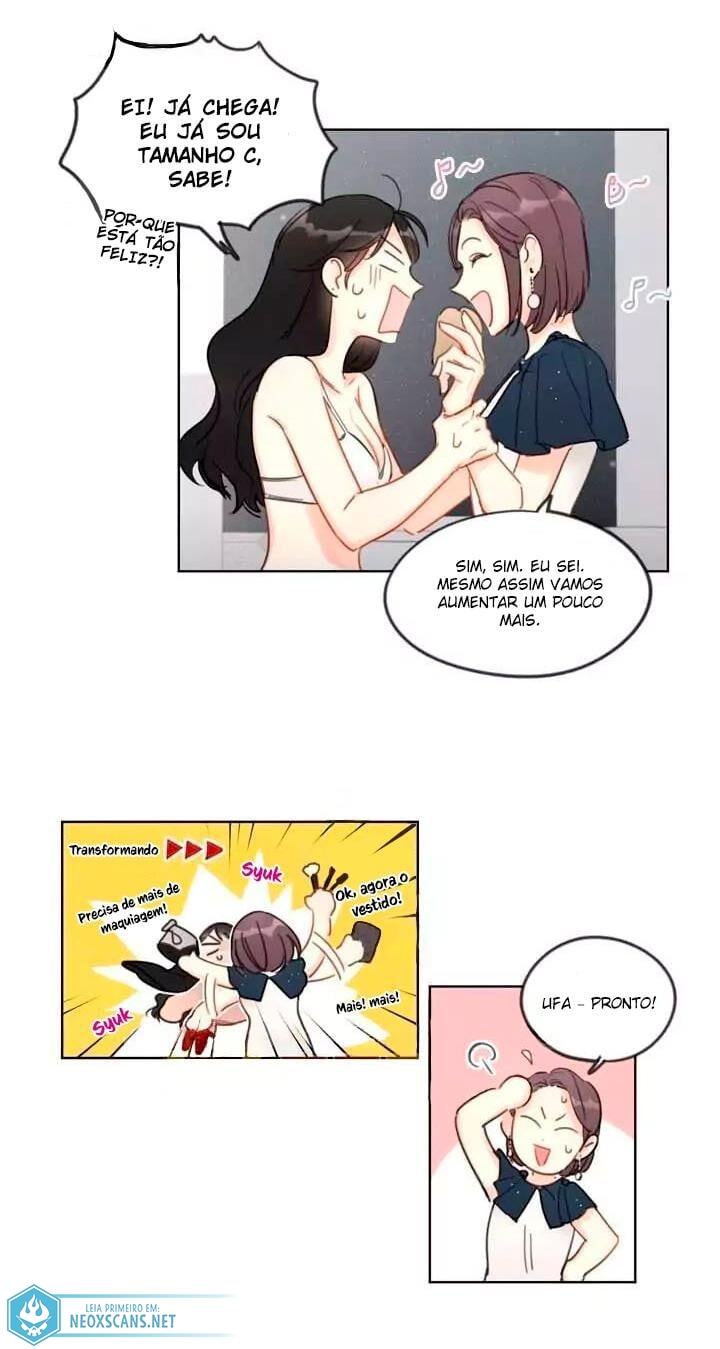 EI! JÁ CHEGA!
EU JÁ SOU
TAMANHO C,
SABE!
POR-QUE
ESTÁ TÃO
FELIZ?!
SIM, SIM. EU SEI.
MESMO ASSIM VAMOS
AUMENTAR UM POUCO
MAIS.
Transformando
Syuk
Precisa de mais de
maquiagem!
Ok, agora o
vestido!
Mais! mais!
Syuk
UFA - PRONTO!
LEIA PRIMEIRO EM:
NEOXSCANS.NET